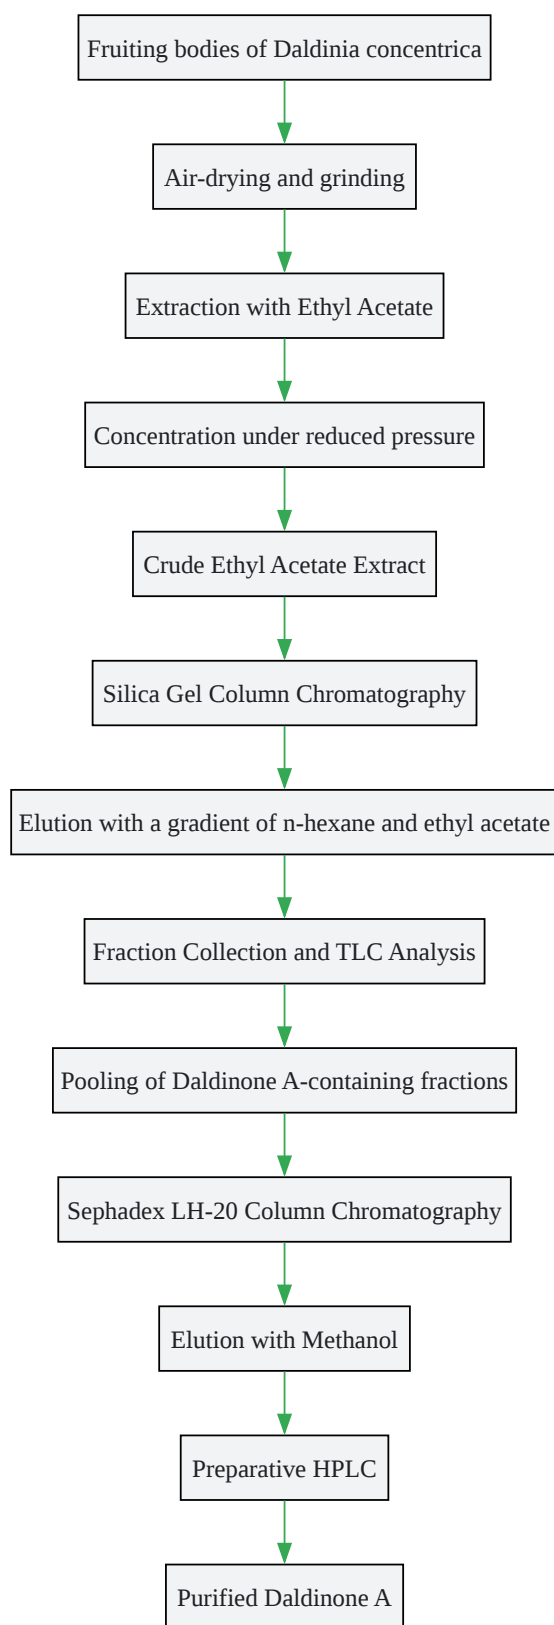 Fruiting bodies of Daldinia concentrica
Air-drying and grinding
Extraction with Ethyl Acetate
Concentration under reduced pressure
Crude Ethyl Acetate Extract
Silica Gel Column Chromatography
Elution with a gradient of n-hexane and ethyl acetate
Fraction Collection and TLC Analysis
Pooling of Daldinone A-containing fractions
Sephadex LH-20 Column Chromatography
Elution with Methanol
Preparative HPLC
Purified Daldinone A